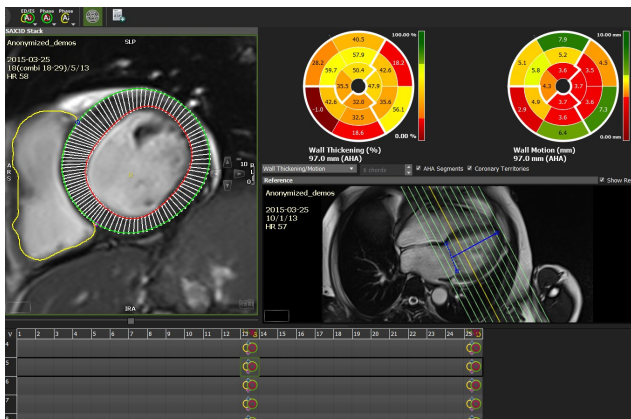 ED/ES Phase Phase
SAX3D Stack
Anonymized_demos
SLP
2015-03-25
18(combi 18-29)/5/13
HR 58
A
R
S
1D
IRA
100.00 %
0.00 %
40.5
28.2 57.9 18.2
59.7 50.4 42.6
35.5 47.9
-1.0 42.6 32.0 35.6 56.1
32.5
18.6
Wall Thickening (%)
97.0 mm (AHA)
10.00 mm
0.00 mm
7.9
5.1 5.2 4.5
5.8 3.6 3.5
4.3 3.7
2.9 4.9 3.7 3.6 7.3
3.6
6.4
Wall Motion (mm)
97.0 mm (AHA)
Wall Thickening/Motion 6 chords AHA Segments Coronary Territories
Reference Show Re
Anonymized_demos
2015-03-25
10/1/13
HR 57
V 1 2 3 4 5 6 7 8 9 10 11 12 13 14 15 16 17 18 19 20 21 22 23 24 25
4
5
6
7